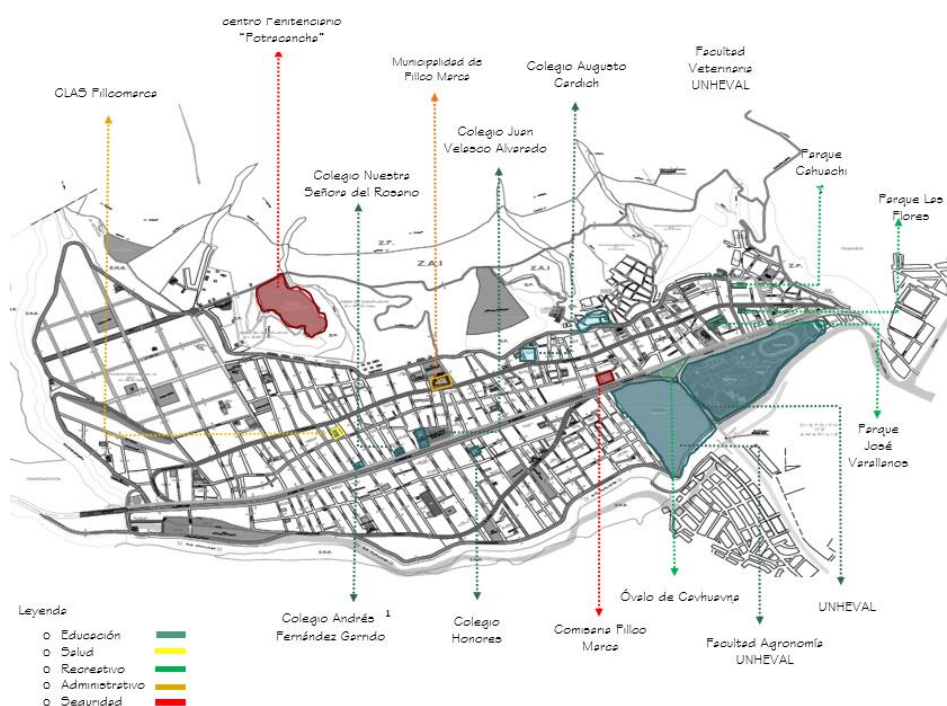 centro Penitenciario
"Potracancha"
Municipalidad de
Pillco Marca
Colegio Augusto
Cardich
Facultad
Veterinaria
UNHEVAL
CLAS Pillcomarca
Colegio Juan
Velasco Alvarado
Colegio Nuestra
Señora del Rosario
Parque
Cahuachi
Parque Las
Flores
Z.P.
Z.A.I
Z.A.I
Z.P.
Parque
José
Varallanos
Óvalo de Cayhuayna
UNHEVAL
Colegio Andrés 1
Fernández Garrido
Colegio
Honores
Comisaria Pillco
Marca
Facultad Agronomía
UNHEVAL
Leyenda
o Educación
o Salud
o Recreativo
o Administrativo
o Seguridad